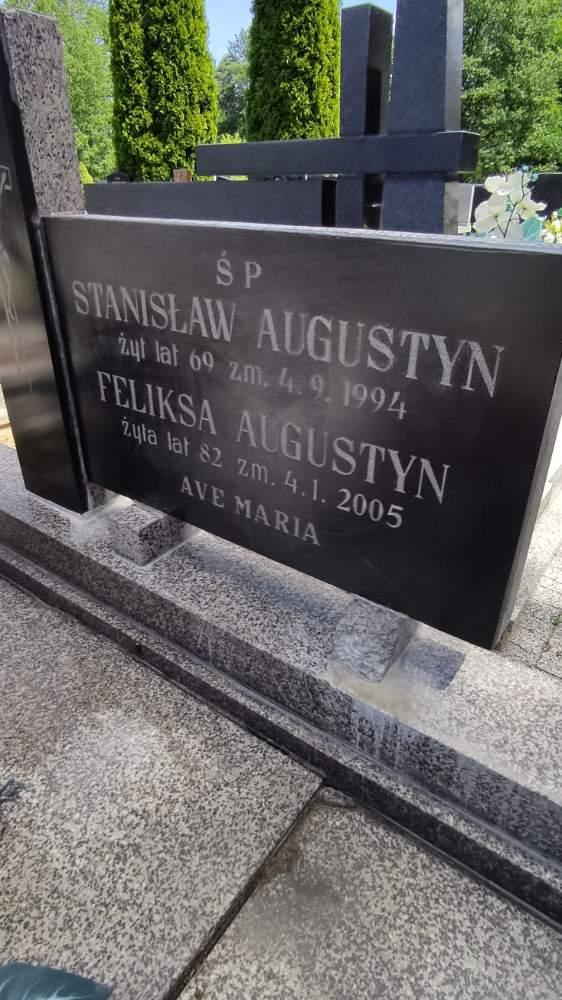 Ś P
STANISŁAW AUGUSTYN
żył lat 69 zm. 4.9.1994
FELIKSA AUGUSTYN
żyła lat 82 zm. 4.1.2005
AVE MARIA